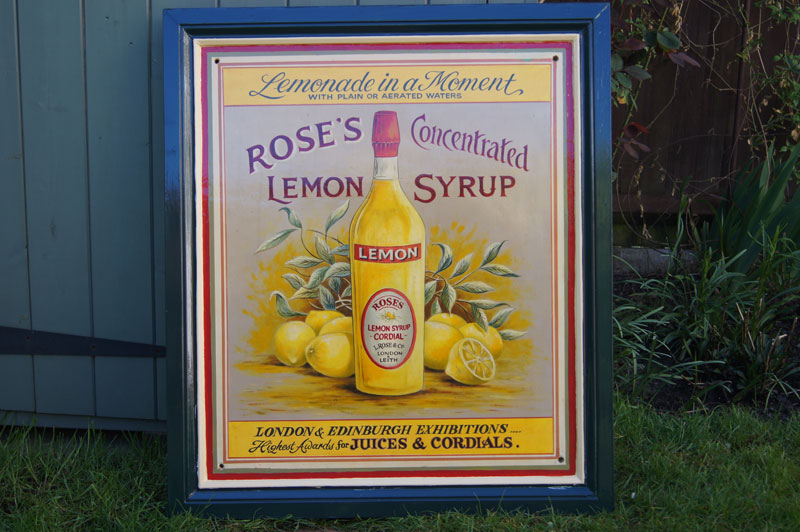 Lemonade in a Moment
WITH PLAIN OR AERATED WATERS
ROSE'S Concentrated
LEMON SYRUP
LEMON
ROSE'S
LEMON SYRUP
CORDIAL
L. ROSE & CO
LONDON
&
LEITH
LONDON & EDINBURGH EXHIBITIONS ....
Highest Awards for JUICES & CORDIALS.